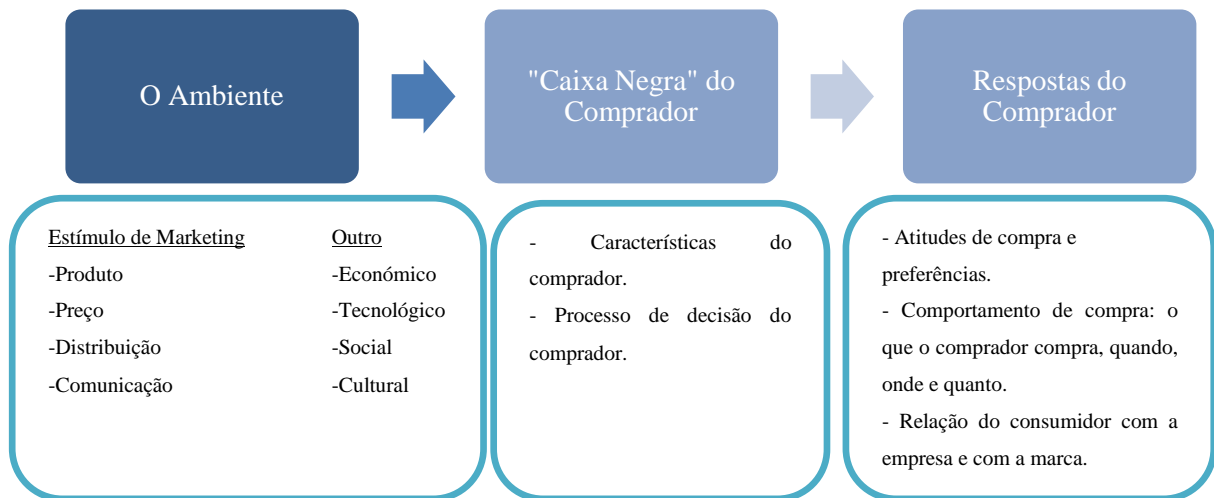 O Ambiente
"Caixa Negra" do
Comprador
Respostas do
Comprador
Estímulo de Marketing
-Produto
-Preço
-Distribuição
-Comunicação
Outro
-Económico
-Tecnológico
-Social
-Cultural
- Características do
comprador.
- Processo de decisão do
comprador.
- Atitudes de compra e
preferências.
- Comportamento de compra: o
que o comprador compra, quando,
onde e quanto.
- Relação do consumidor com a
empresa e com a marca.